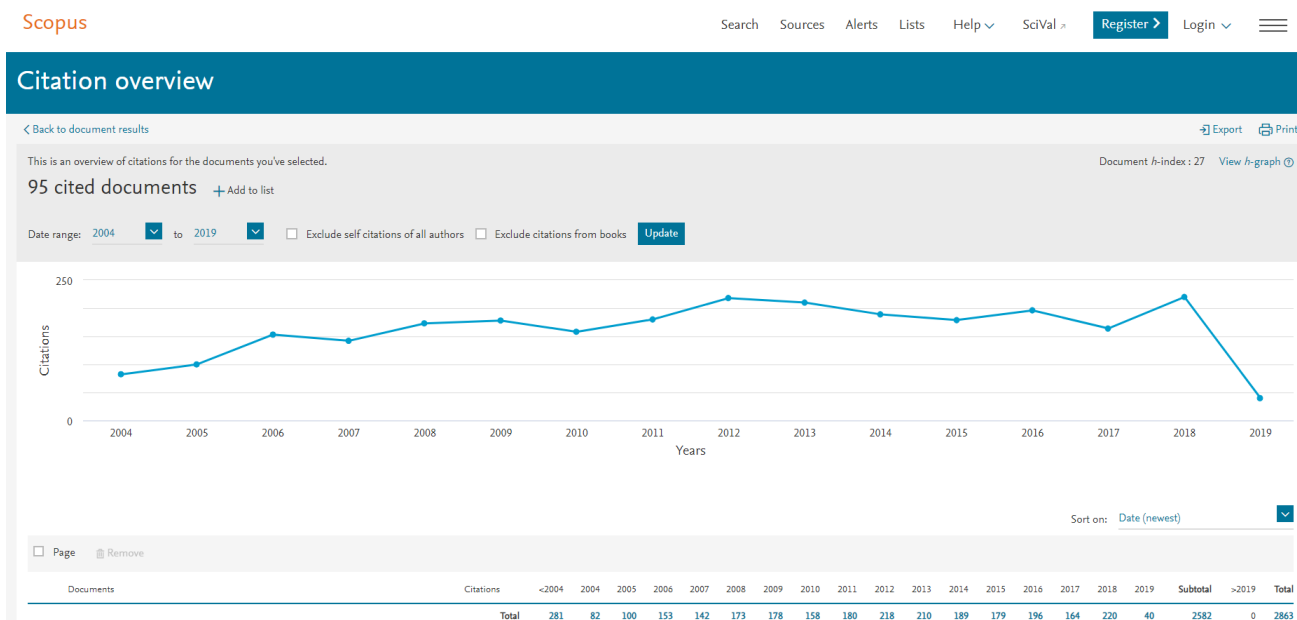 Scopus
Search Sources Alerts Lists Help SciVal Register Login
Citation overview
Back to document results
Export Print
This is an overview of citations for the documents you've selected.
Document h-index : 27 View h-graph
95 cited documents
Add to list
Date range: 2004 to 2019 Exclude self citations of all authors Exclude citations from books Update
250
Citations
0
2004 2005 2006 2007 2008 2009 2010 2011 2012 2013 2014 2015 2016 2017 2018 2019
Years
Sort on: Date (newest)
Page Remove
Documents Citations <2004 2004 2005 2006 2007 2008 2009 2010 2011 2012 2013 2014 2015 2016 2017 2018 2019 Subtotal >2019 Total
Total 281 82 100 153 142 173 178 158 180 218 210 189 179 196 164 220 40 2582 0 2863